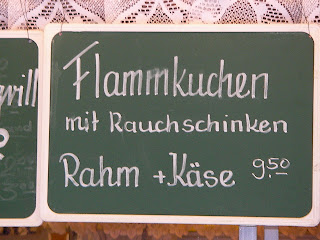 Flammkuchen
mit Rauchschinken
Rahm + Käse 9.50